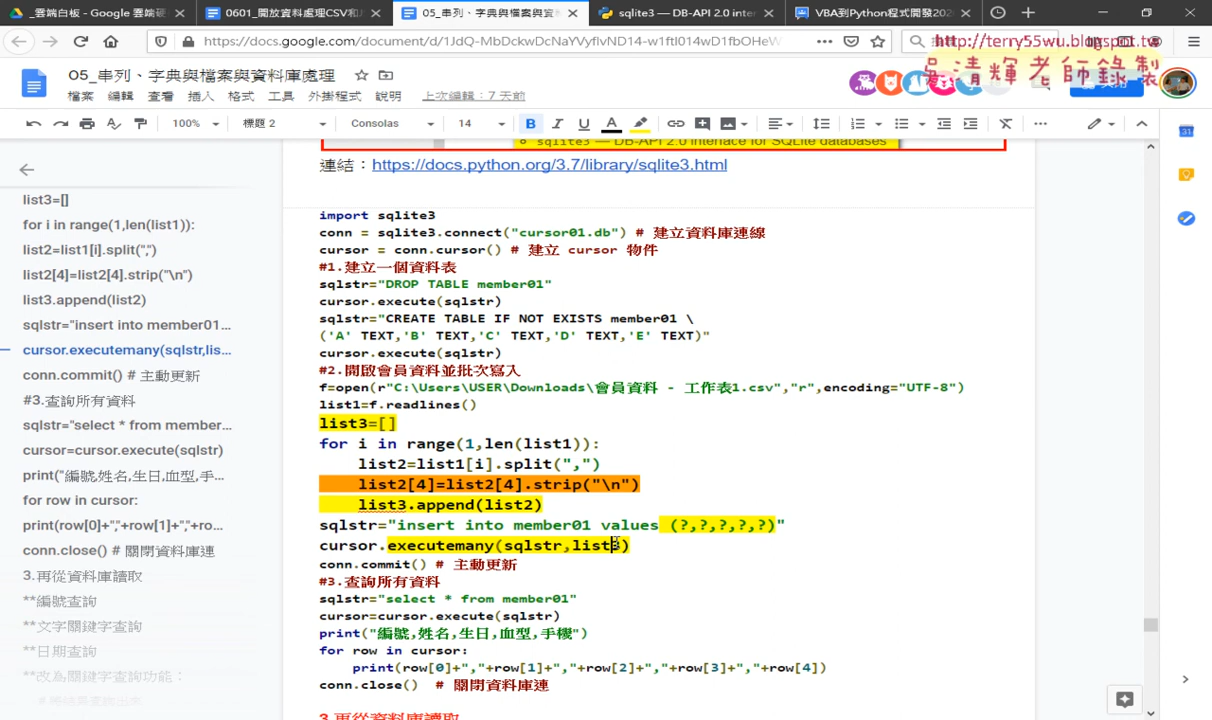 _雲端白板 - Google 雲端硬
0601_開放資料處理CSV和J
05_串列、字典與檔案與資
sqlite3 — DB-API 2.0 inter
VBA到Python程式開發202
https://docs.google.com/document/d/1JdQ-MbDckwDcNaYVyfivND14-w1ftI014wD1fbOHeW
http://terry55wu.blogspot.tw
吳清輝老師錄製
05_串列、字典與檔案與資料庫處理
檔案 編輯 查看 插入 格式 工具 外掛程式 說明 上次編輯：7 天前
100% 標題 2 Consolas 14 B I U A
sqlite3 — DB-API 2.0 interface for SQLite databases
連結：https://docs.python.org/3.7/library/sqlite3.html
list3=[]
for i in range(1,len(list1)):
list2=list1[i].split(",")
list2[4]=list2[4].strip("\n")
list3.append(list2)
sqlstr="insert into member01...
cursor.executemany(sqlstr,lis...
conn.commit() # 主動更新
#3.查詢所有資料
sqlstr="select * from member...
cursor=cursor.execute(sqlstr)
print("編號,姓名,生日,血型,手...
for row in cursor:
print(row[0]+","+row[1]+","+ro...
conn.close() # 關閉資料庫連
3.再從資料庫讀取
**編號查詢
**文字關鍵字查詢
**日期查詢
**改為關鍵字查詢功能：
import sqlite3
conn = sqlite3.connect("cursor01.db") # 建立資料庫連線
cursor = conn.cursor() # 建立 cursor 物件
#1.建立一個資料表
sqlstr="DROP TABLE member01"
cursor.execute(sqlstr)
sqlstr="CREATE TABLE IF NOT EXISTS member01 \
('A' TEXT,'B' TEXT,'C' TEXT,'D' TEXT,'E' TEXT)"
cursor.execute(sqlstr)
#2.開啟會員資料並批次寫入
f=open(r"C:\Users\USER\Downloads\會員資料 - 工作表1.csv","r",encoding="UTF-8")
list1=f.readlines()
list3=[]
for i in range(1,len(list1)):
list2=list1[i].split(",")
list2[4]=list2[4].strip("\n")
list3.append(list2)
sqlstr="insert into member01 values (?,?,?,?,?)"
cursor.executemany(sqlstr,list3)
conn.commit() # 主動更新
#3.查詢所有資料
sqlstr="select * from member01"
cursor=cursor.execute(sqlstr)
print("編號,姓名,生日,血型,手機")
for row in cursor:
print(row[0]+","+row[1]+","+row[2]+","+row[3]+","+row[4])
conn.close() # 關閉資料庫連
3.再從資料庫讀取